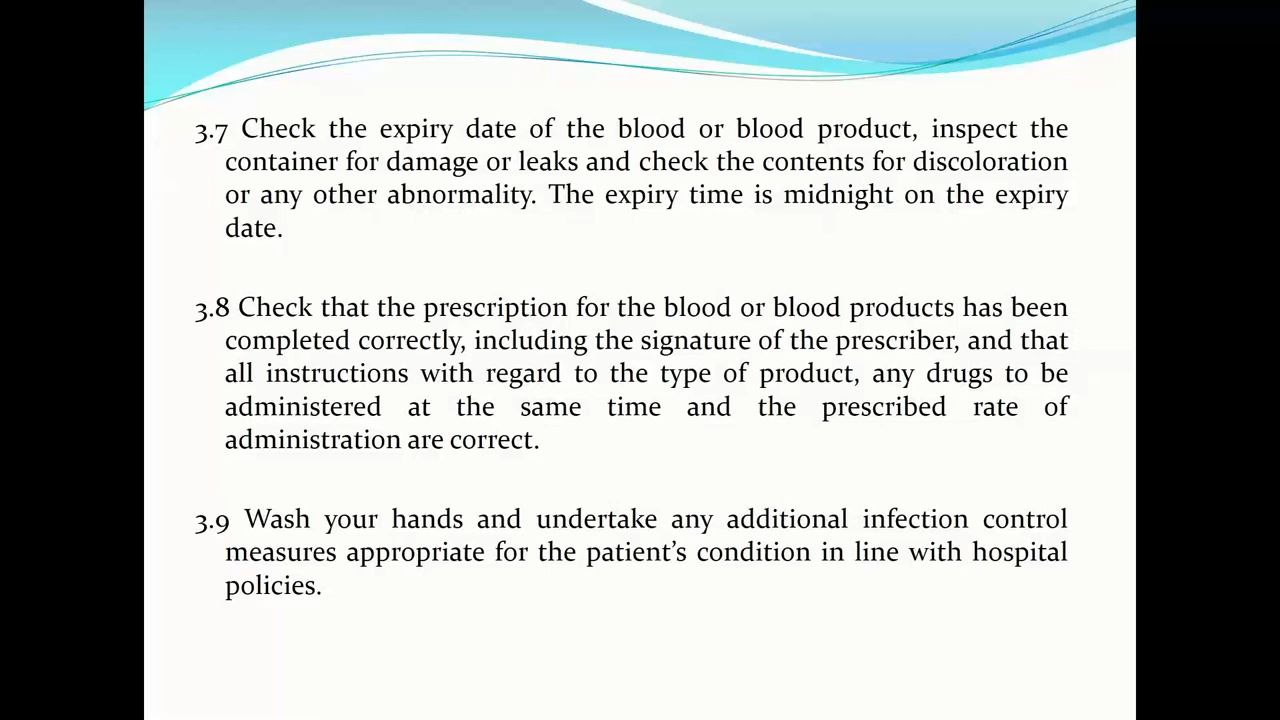 3.7 Check the expiry date of the blood or blood product, inspect the
container for damage or leaks and check the contents for discoloration
or any other abnormality. The expiry time is midnight on the expiry
date.
3.8 Check that the prescription for the blood or blood products has been
completed correctly, including the signature of the prescriber, and that
all instructions with regard to the type of product, any drugs to be
administered at the same time and the prescribed rate of
administration are correct.
3.9 Wash your hands and undertake any additional infection control
measures appropriate for the patient’s condition in line with hospital
policies.